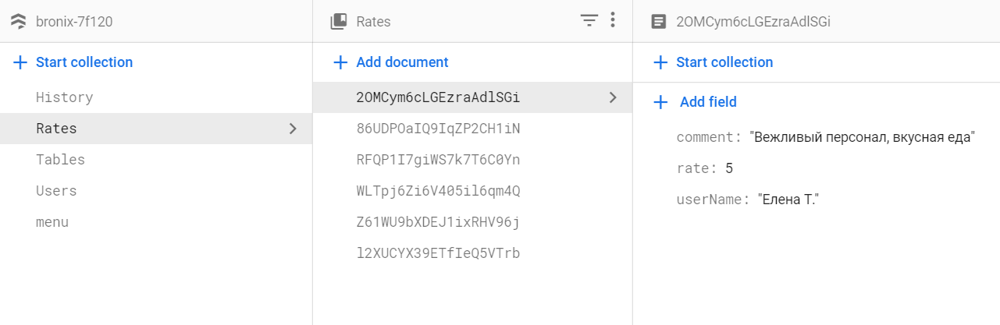 bronix-7f120
Start collection
History
Rates
Tables
Users
menu
Rates
Add document
2OMCym6cLGEzraAdlSGi
86UDPOaIQ9IqZP2CH1iN
RFQP1I7giWS7k7T6C0Yn
WLTpj6Zi6V405il6qm4Q
Z61WU9bXDEJ1ixRHV96j
l2XUCYX39ETfIeQ5VTrb
2OMCym6cLGEzraAdlSGi
Start collection
Add field
comment: "Вежливый персонал, вкусная еда"
rate: 5
userName: "Елена Т."